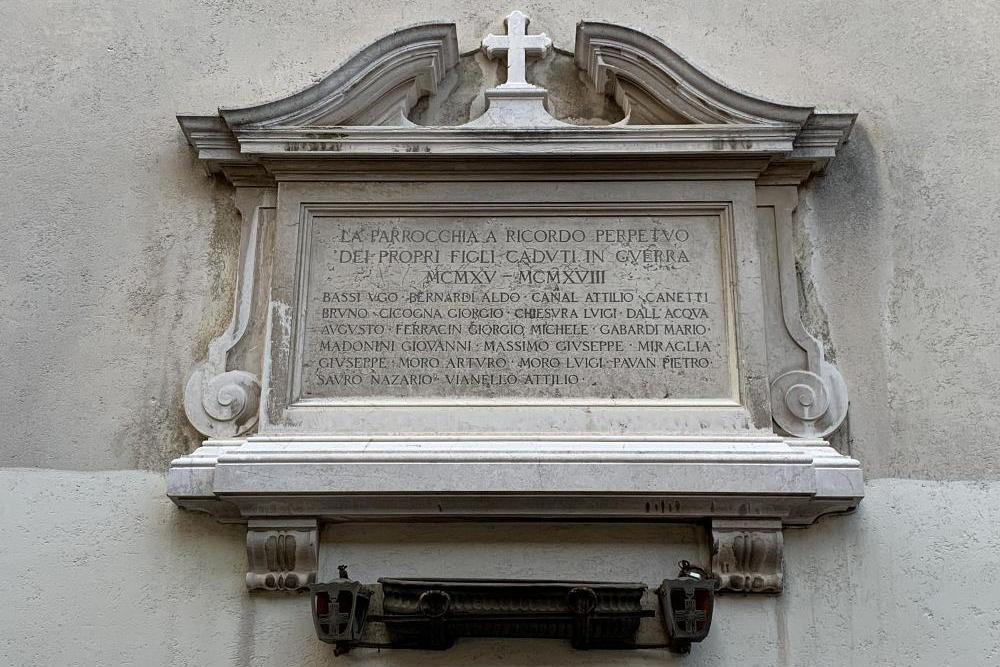 LA PARROCCHIA A RICORDO PERPETVO
DEI PROPRI FIGLI CADVTI IN GVERRA
MCMXV - MCMXVIII
BASSI VGO · BERNARDI ALDO · CANAL ATTILIO · CANETTI
BRVNO · CICOGNA GIORGIO · CHIESVRA LVIGI · DALL'ACQVA
AVGVSTO · FERRACIN GIORGIO, MICHELE · GABARDI MARIO ·
MADONINI GIOVANNI · MASSIMO GIVSEPPE · MIRAGLIA
GIVSEPPE · MORO ARTVRO · MORO LVIGI · PAVAN PIETRO ·
SAVRO NAZARIO · VIANELLO ATTILIO ·